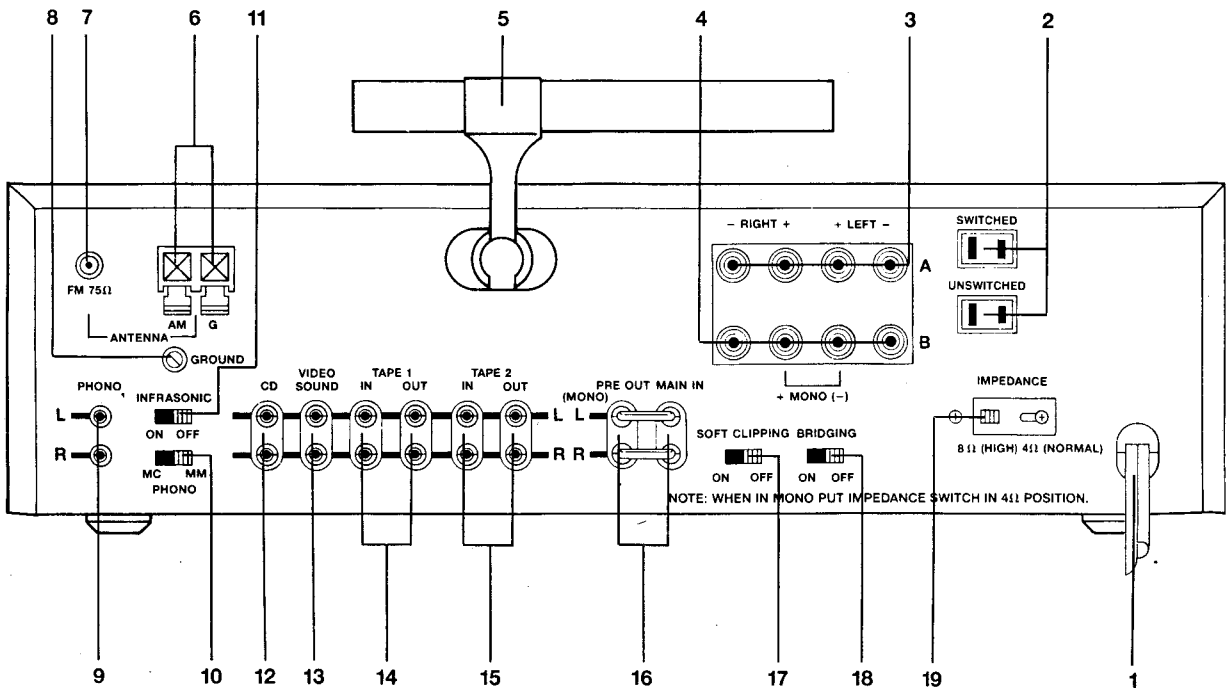 8 7 6 11 5 4 3 2
− RIGHT + + LEFT −
SWITCHED
A
FM 75Ω
UNSWITCHED
AM G
ANTENNA
B
GROUND
PHONO
INFRASONIC
CD
VIDEO
SOUND
TAPE 1
IN OUT
TAPE 2
IN OUT
(MONO)
PRE OUT MAIN IN
+ MONO (−)
IMPEDANCE
L
ON OFF
L L
R
MC MM
PHONO
R R
SOFT CLIPPING BRIDGING
ON OFF ON OFF
8 Ω (HIGH) 4Ω (NORMAL)
19
NOTE: WHEN IN MONO PUT IMPEDANCE SWITCH IN 4Ω POSITION.
9 10 12 13 14 15 16 17 18 19 1